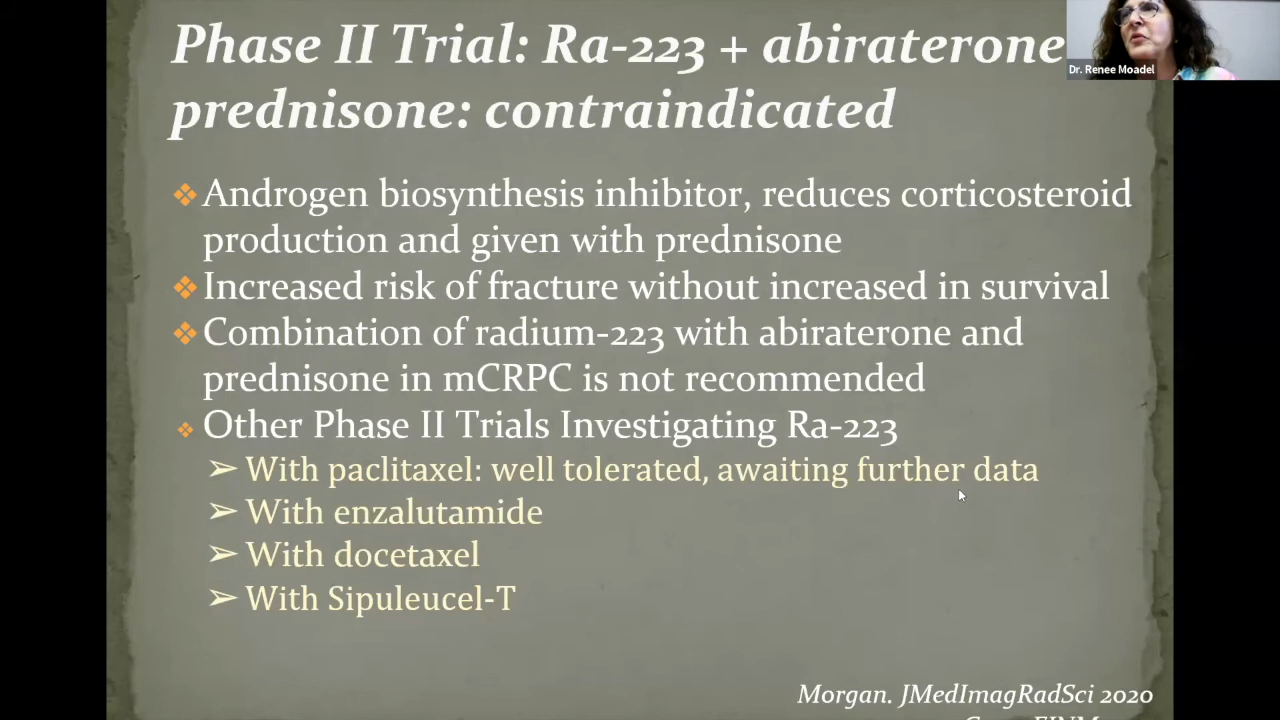 Phase II Trial: Ra-223 + abiraterone
prednisone: contraindicated
Dr. Renee Moadel
Androgen biosynthesis inhibitor, reduces corticosteroid
production and given with prednisone
Increased risk of fracture without increased in survival
Combination of radium-223 with abiraterone and
prednisone in mCRPC is not recommended
Other Phase II Trials Investigating Ra-223
With paclitaxel: well tolerated, awaiting further data
With enzalutamide
With docetaxel
With Sipuleucel-T
Morgan. JMedImagRadSci 2020